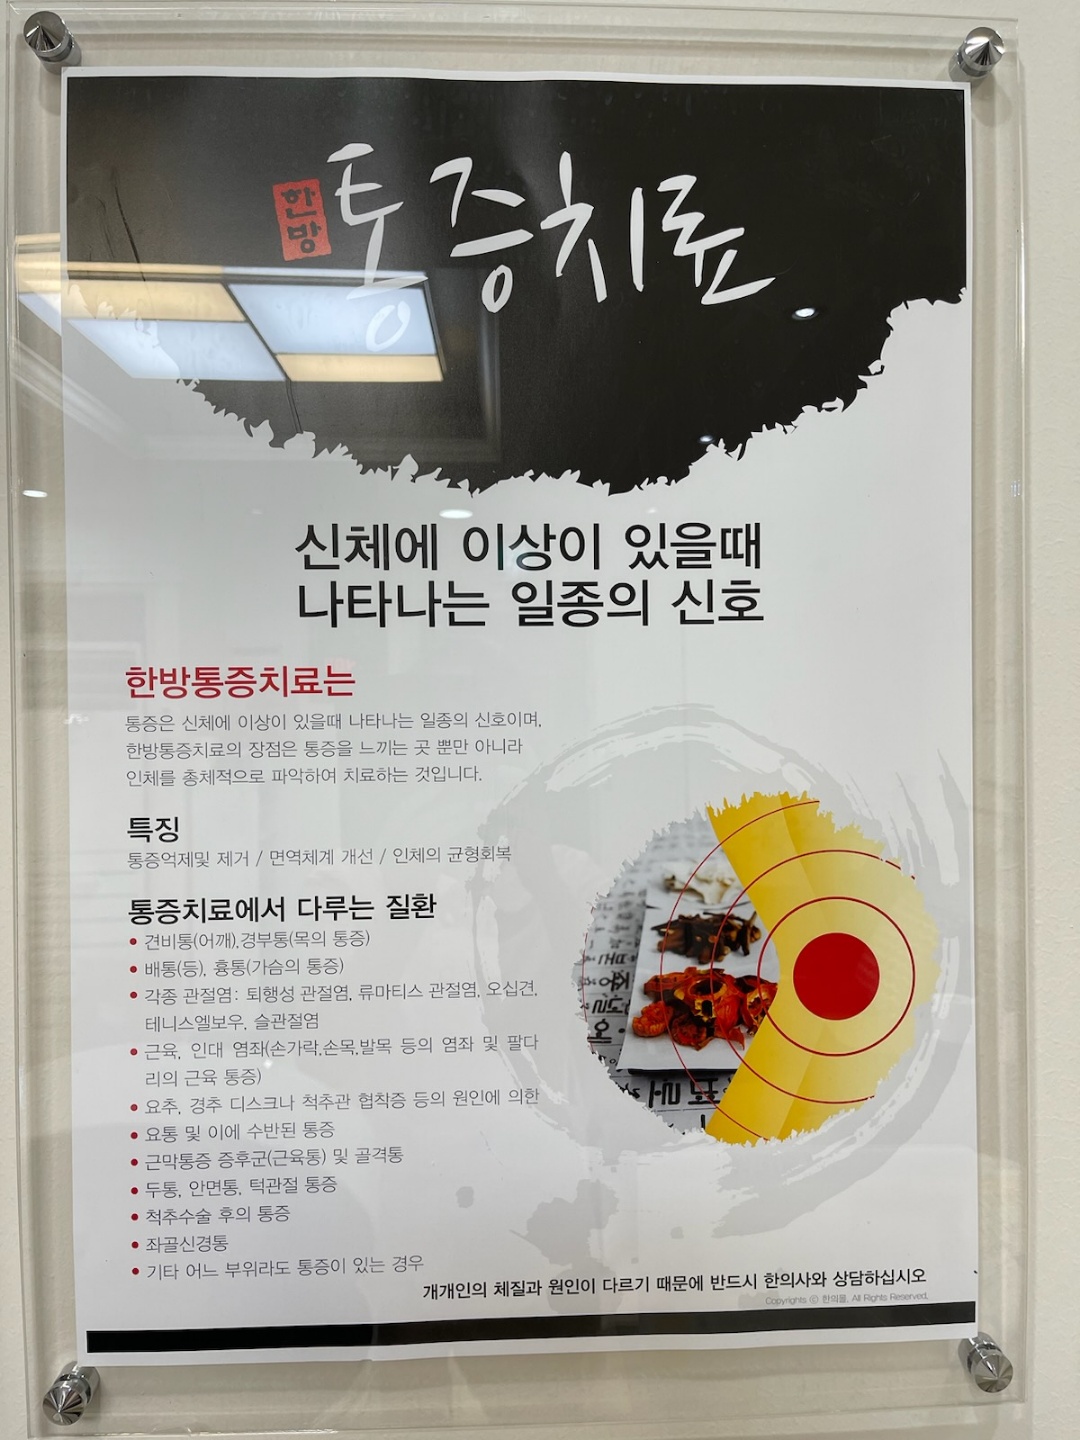 한방
통증치료
신체에 이상이 있을때
나타나는 일종의 신호
한방통증치료는
통증은 신체에 이상이 있을때 나타나는 일종의 신호이며,
한방통증치료의 장점은 통증을 느끼는 곳 뿐만 아니라
인체를 총체적으로 파악하여 치료하는 것입니다.
특징
통증억제및 제거 / 면역체계 개선 / 인체의 균형회복
통증치료에서 다루는 질환
• 견비통(어깨),경부통(목의 통증)
• 배통(등), 흉통(가슴의 통증)
• 각종 관절염: 퇴행성 관절염, 류마티스 관절염, 오십견,
테니스엘보우, 슬관절염
• 근육, 인대 염좌(손가락,손목,발목 등의 염좌 및 팔다
리의 근육 통증)
• 요추, 경추 디스크나 척추관 협착증 등의 원인에 의한
• 요통 및 이에 수반된 통증
• 근막통증 증후군(근육통) 및 골격통
• 두통, 안면통, 턱관절 통증
• 척추수술 후의 통증
• 좌골신경통
• 기타 어느 부위라도 통증이 있는 경우
개개인의 체질과 원인이 다르기 때문에 반드시 한의사와 상담하십시오
Copyrights ⓒ 한의몰. All Rights Reserved.